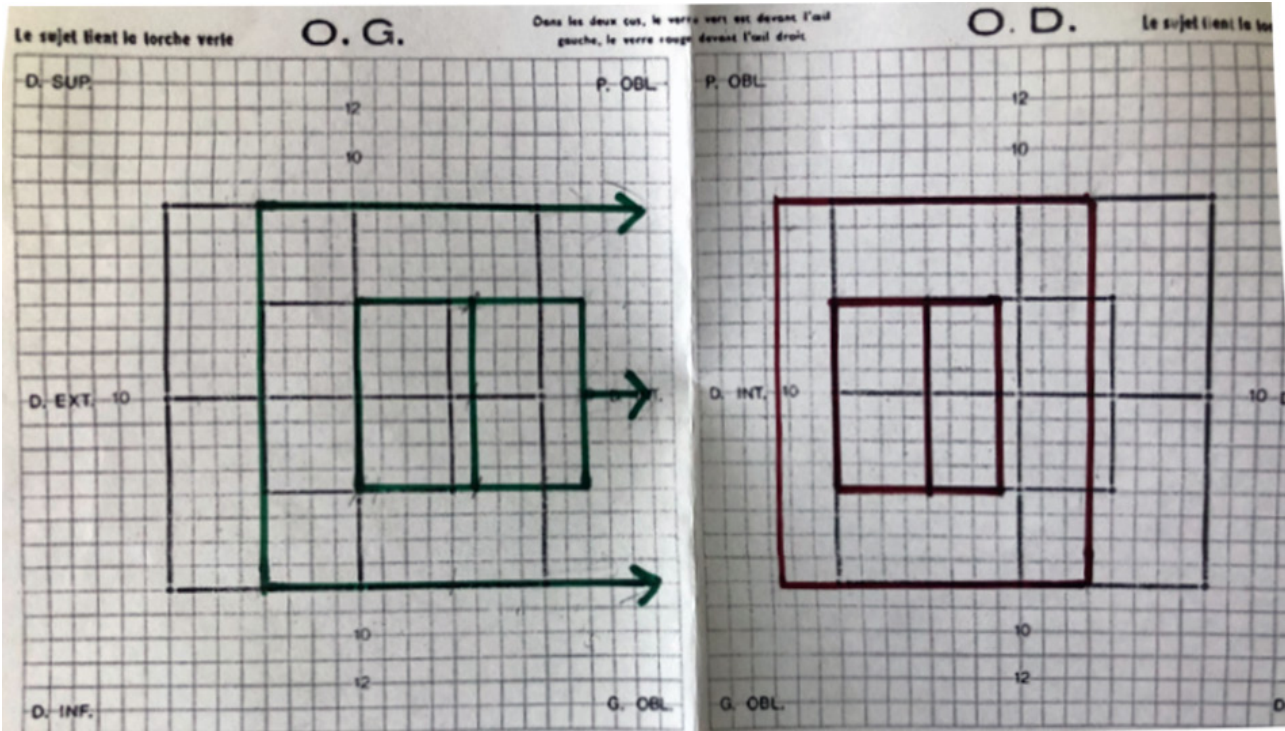 Le sujet tient la torche verte
O. G.
Dans les deux cas, le verre vert est devant l'œil
gauche, le verre rouge devant l'œil droit
O. D.
Le sujet tient la
D. SUP.
P. OBL.
P. OBL.
12
12
10
10
D. EXT. 10
D. INT. 10
10
10
10
12
12
D. INF.
G. OBL.
G. OBL.